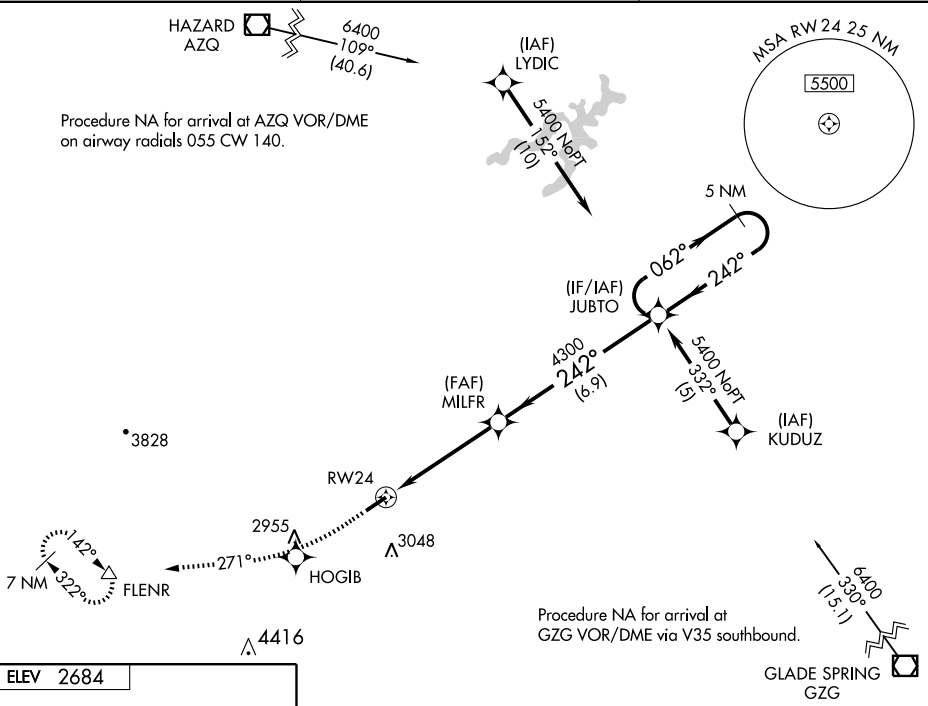 HAZARD
AZQ
6400
109°
(40.6)
(IAF)
LYDIC
MSA RW 24 25 NM
5500
Procedure NA for arrival at AZQ VOR/DME
on airway radials 055 CW 140.
5400 NoPT
152°
(10)
5 NM
062°
242°
(IF/IAF)
JUBTO
4300
242°
(6.9)
5400 NoPT
332°
(5)
(FAF)
MILFR
(IAF)
KUDUZ
3828
RW24
2955
3048
142°
322°
7 NM
FLENR
271°
HOGIB
6400
330°
(15.1)
Procedure NA for arrival at
GZG VOR/DME via V35 southbound.
4416
GLADE SPRING
GZG
ELEV 2684